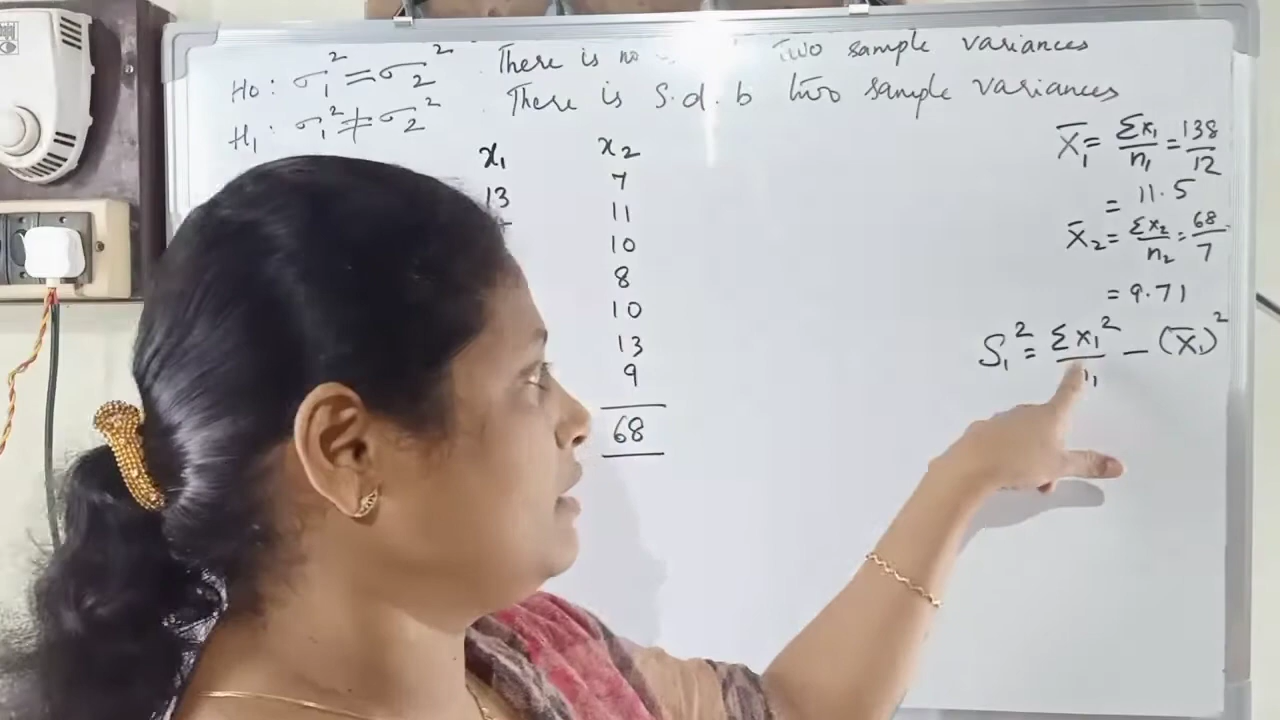 H0: σ1² = σ2² . There is no two sample variances
H1: σ1² ≠ σ2² . There is S.d.b two sample variances
x1 x2
13 7
11
10
8
10
13
9
68
X̄1 = Σx1/n1 = 138/12
= 11.5
X̄2 = Σx2/n2 = 68/7
= 9.71
S1² = Σx1²/n1 − (X̄1)²